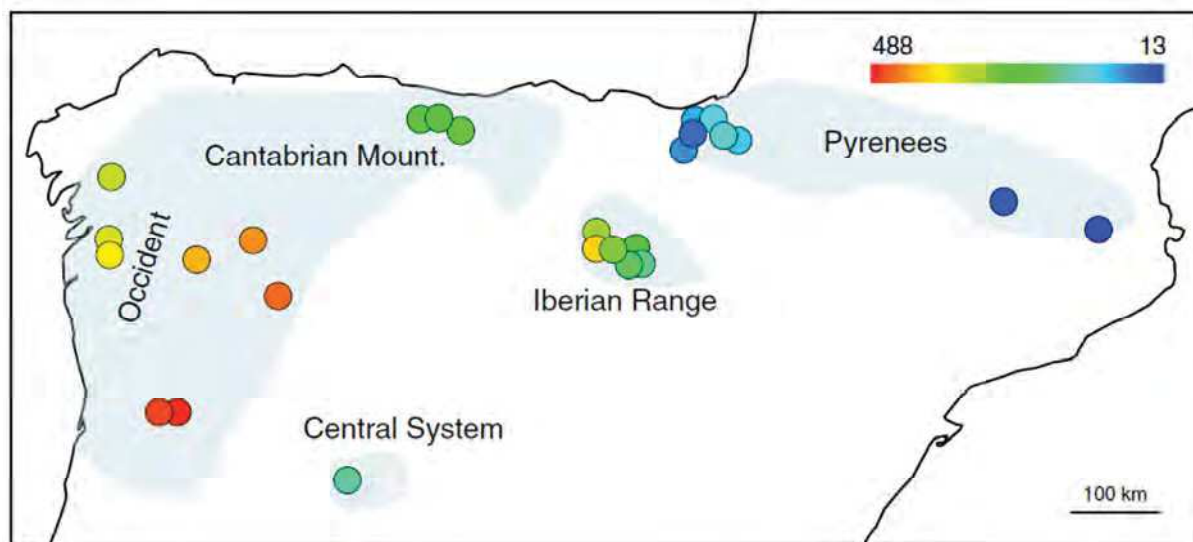 488 13
Cantabrian Mount.
Pyrenees
Occident
Iberian Range
Central System
100 km